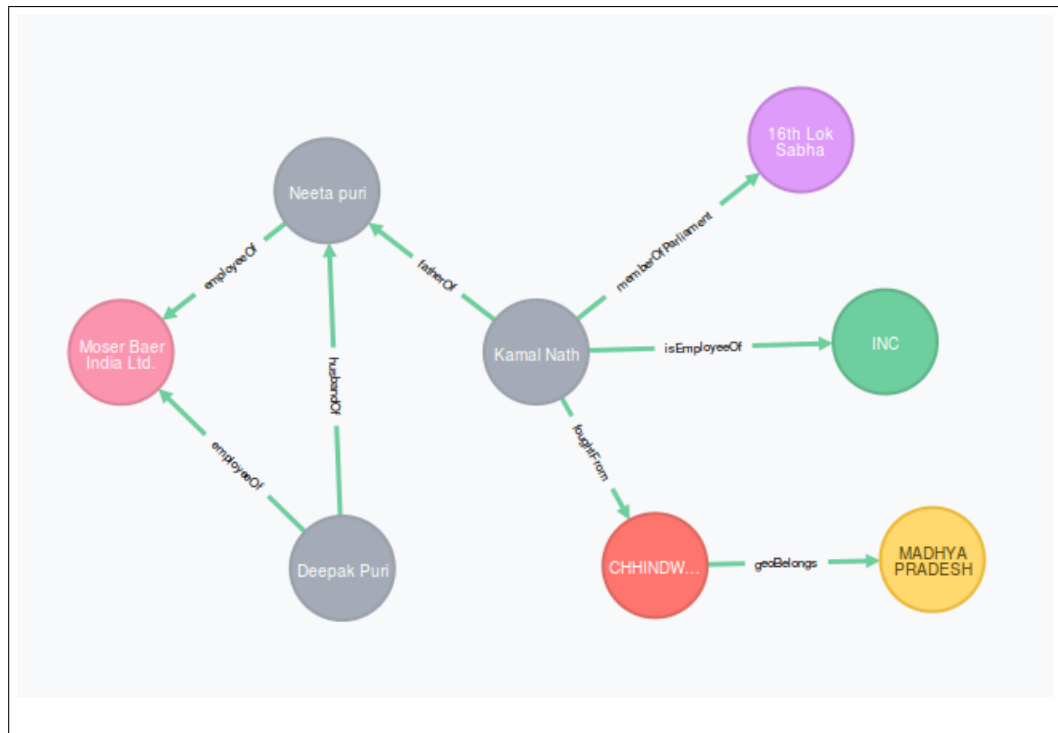 16th Lok
Sabha
Neeta puri
employeeOf
fatherOf
memberOfParliament
Moser Baer
India Ltd.
husbandOf
Kamal Nath
isEmployeeOf
INC
employeeOf
foughtFrom
Deepak Puri
CHHINDW...
geoBelongs
MADHYA
PRADESH